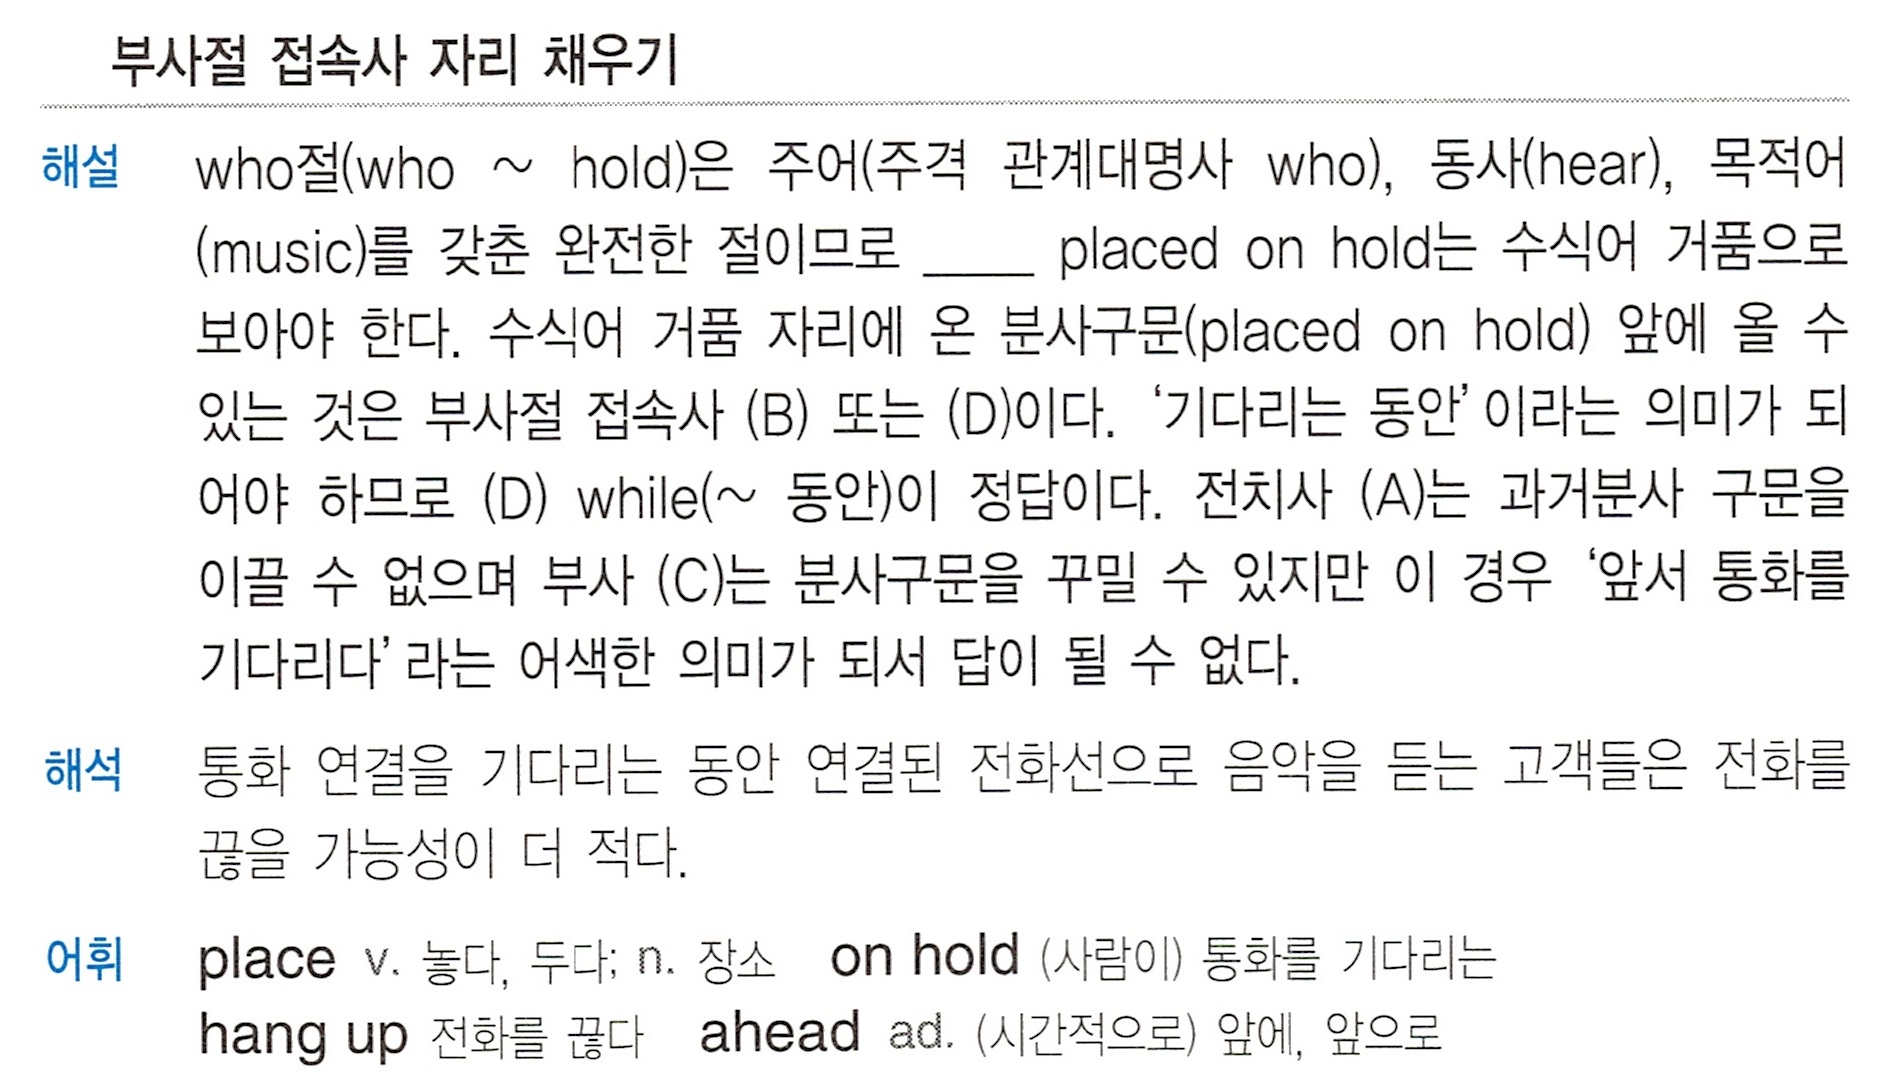 부사절 접속사 자리 채우기
해설 who절(who ~ hold)은 주어(주격 관계대명사 who), 동사(hear), 목적어
(music)를 갖춘 완전한 절이므로 ____ placed on hold는 수식어 거품으로
보아야 한다. 수식어 거품 자리에 온 분사구문(placed on hold) 앞에 올 수
있는 것은 부사절 접속사 (B) 또는 (D)이다. ‘기다리는 동안’이라는 의미가 되
어야 하므로 (D) while(~ 동안)이 정답이다. 전치사 (A)는 과거분사 구문을
이끌 수 없으며 부사 (C)는 분사구문을 꾸밀 수 있지만 이 경우 ‘앞서 통화를
기다리다’라는 어색한 의미가 되서 답이 될 수 없다.
해석 통화 연결을 기다리는 동안 연결된 전화선으로 음악을 듣는 고객들은 전화를
끊을 가능성이 더 적다.
어휘 place v. 놓다, 두다; n. 장소 on hold (사람이) 통화를 기다리는
hang up 전화를 끊다 ahead ad. (시간적으로) 앞에, 앞으로